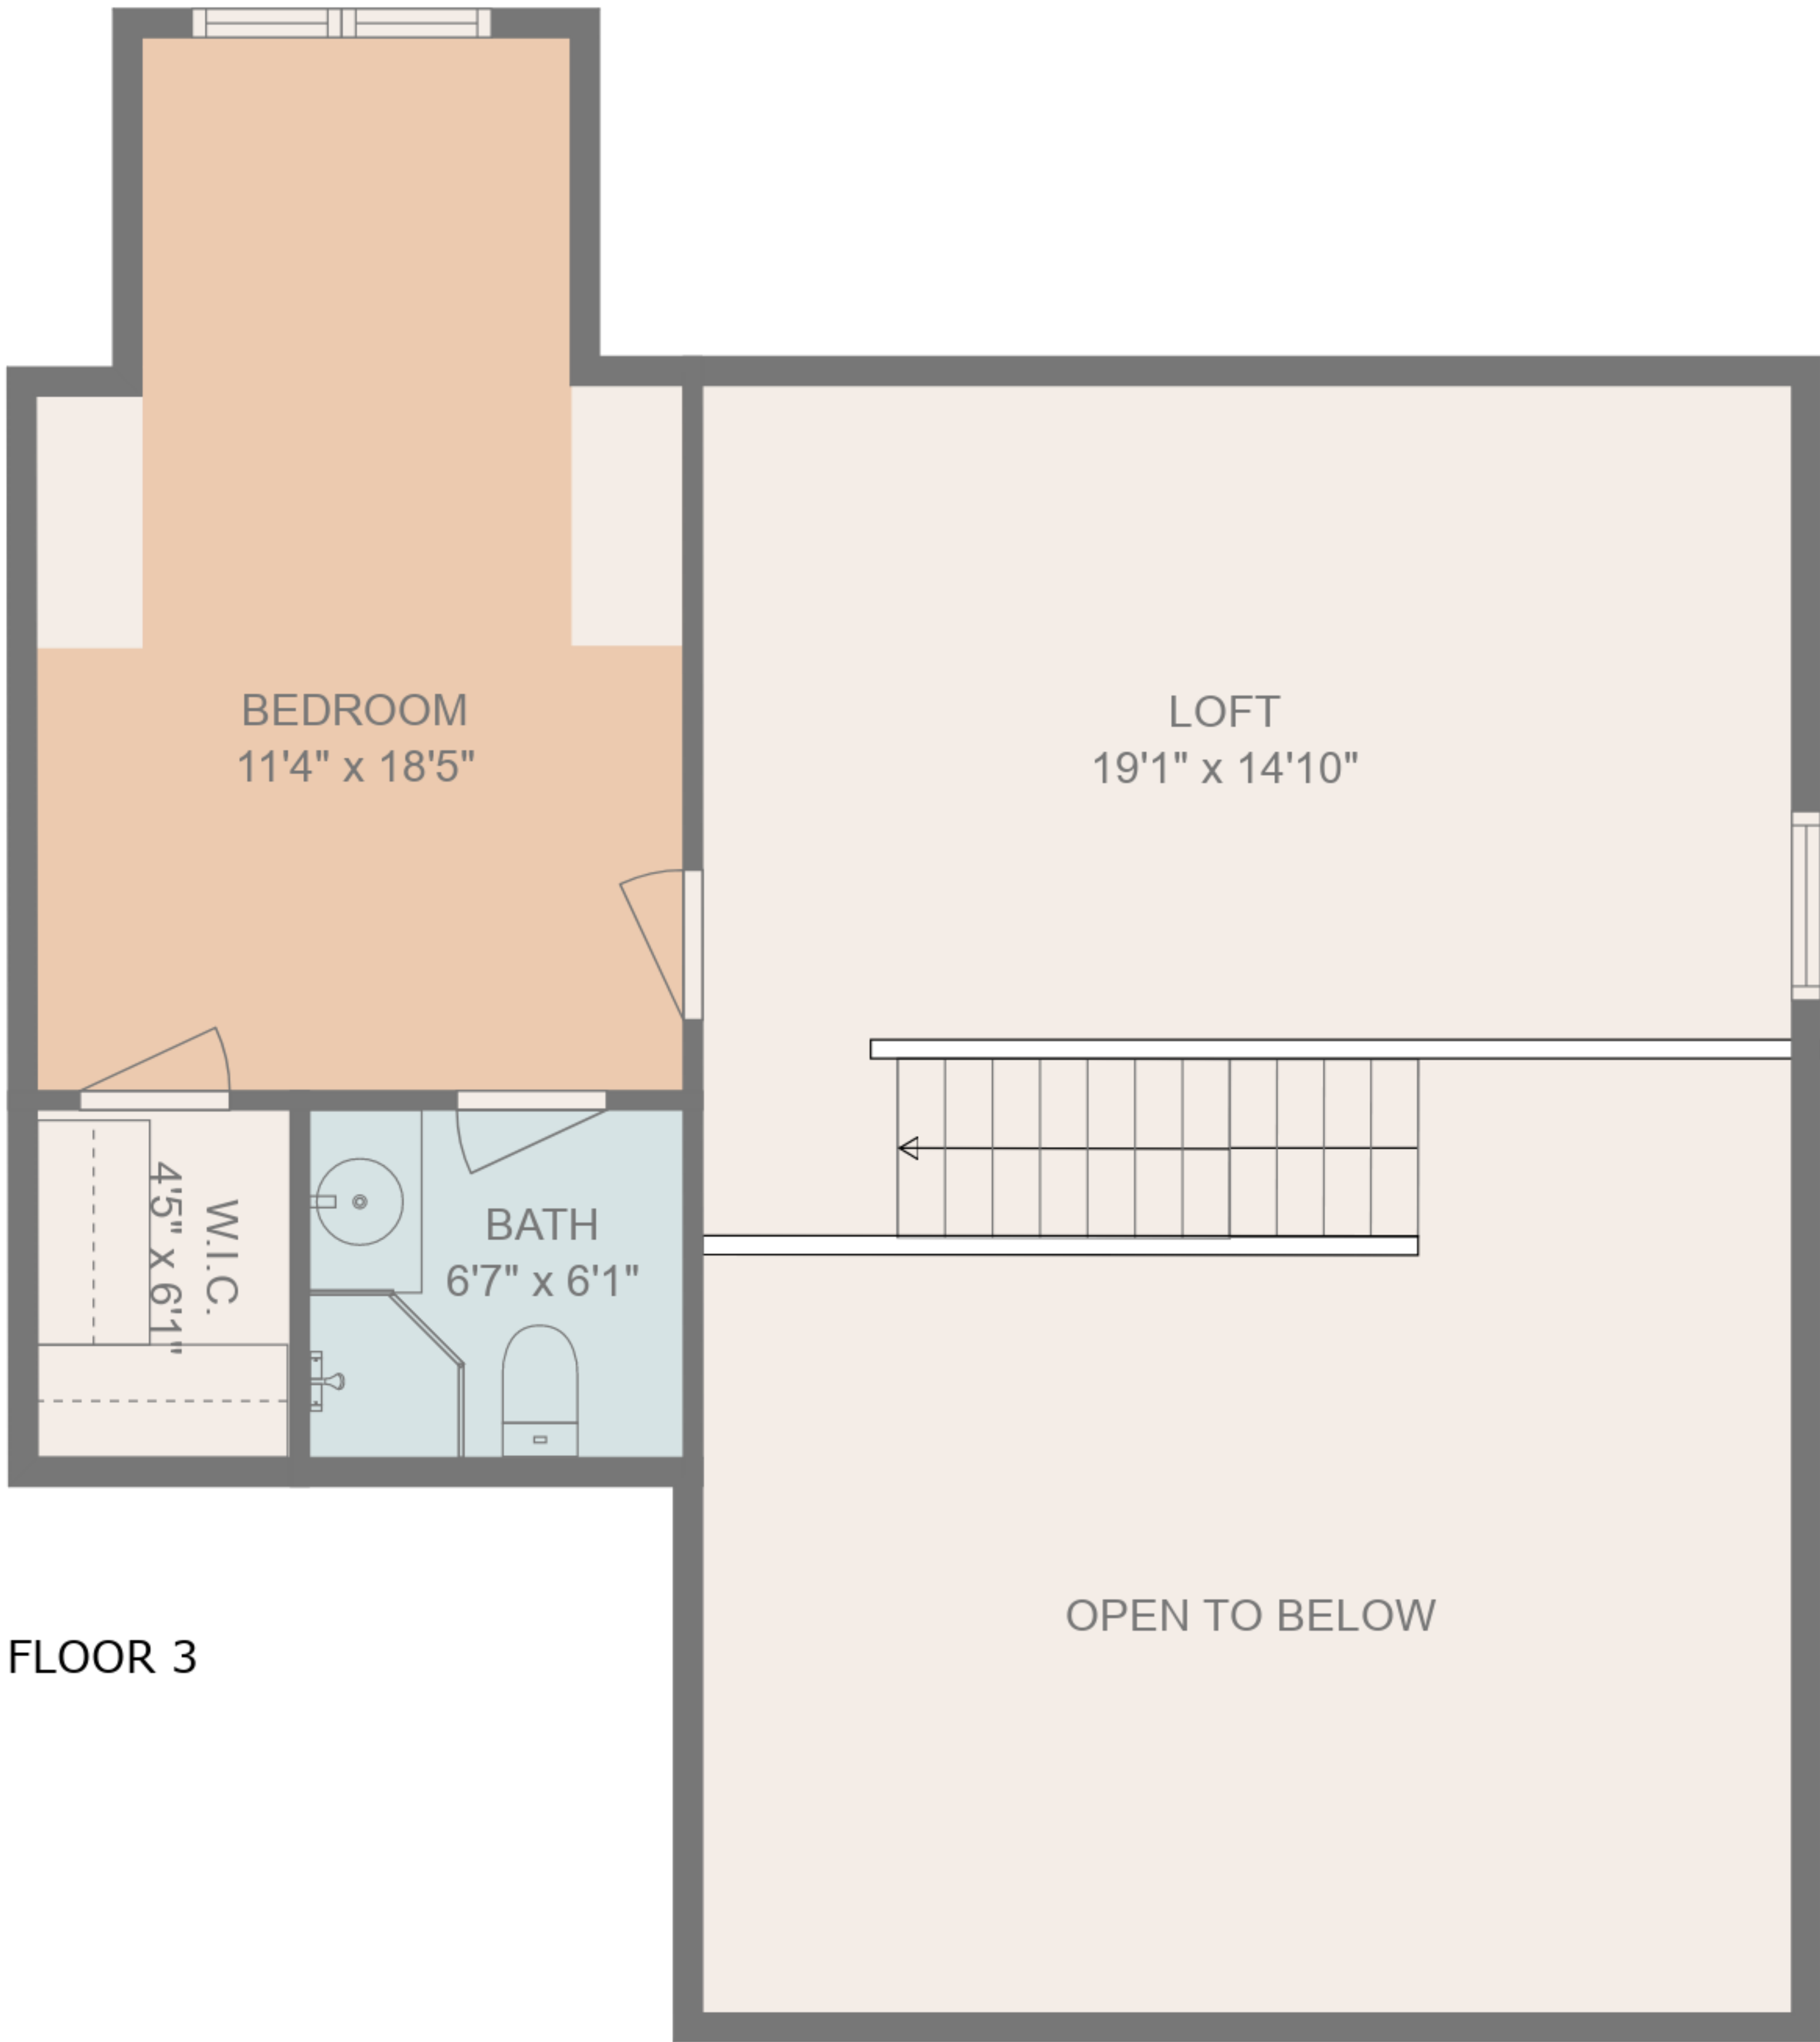 BEDROOM
11'4" x 18'5"
LOFT
19'1" x 14'10"
W.I.C.
4'5" x 6'1"
BATH
6'7" x 6'1"
OPEN TO BELOW
FLOOR 3